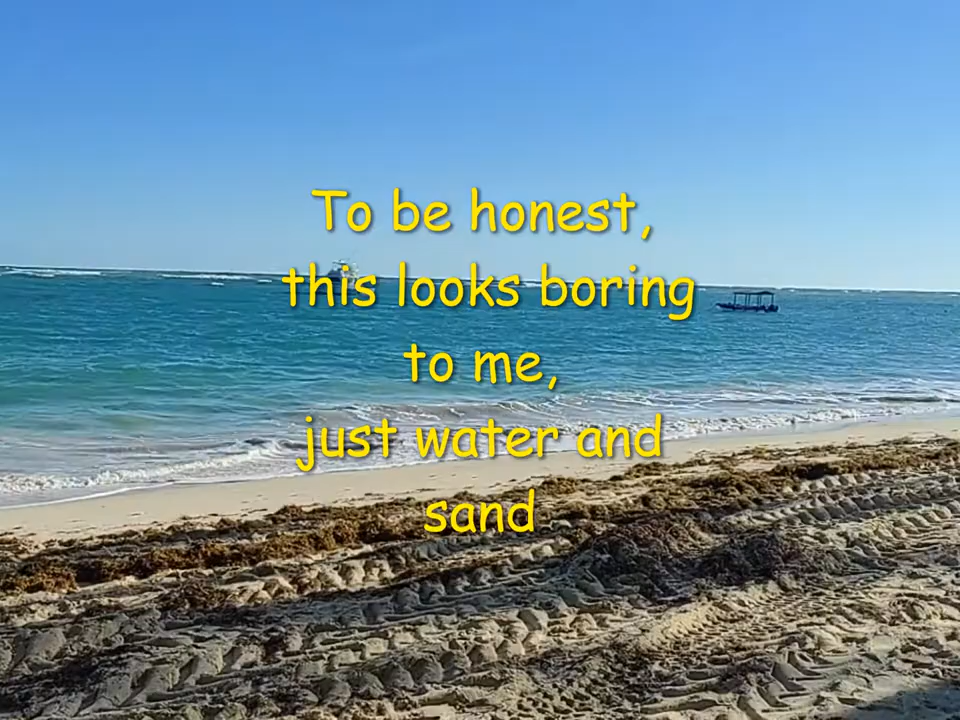 To be honest,
this looks boring
to me,
just water and
sand